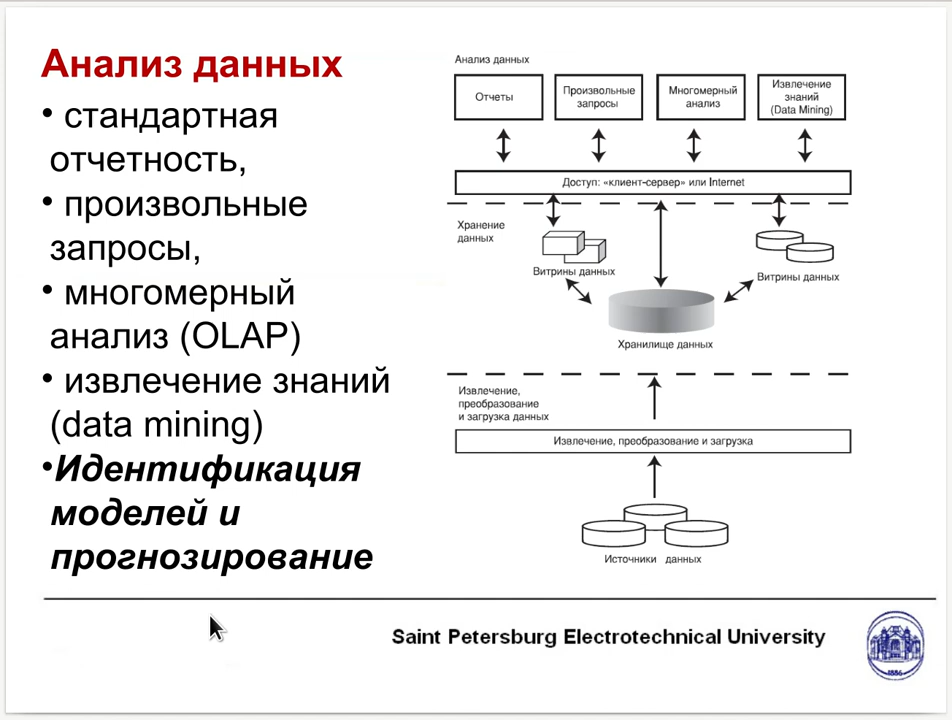 Анализ данных
• стандартная
отчетность,
• произвольные
запросы,
• многомерный
анализ (OLAP)
• извлечение знаний
(data mining)
•Идентификация
моделей и
прогнозирование
Анализ данных
Отчеты
Произвольные
запросы
Многомерный
анализ
Извлечение
знаний
(Data Mining)
Доступ: «клиент-сервер» или Internet
Хранение
данных
Витрины данных
Витрины данных
Хранилище данных
Извлечение,
преобразование
и загрузка данных
Извлечение, преобразование и загрузка
Источники данных
Saint Petersburg Electrotechnical University
1886